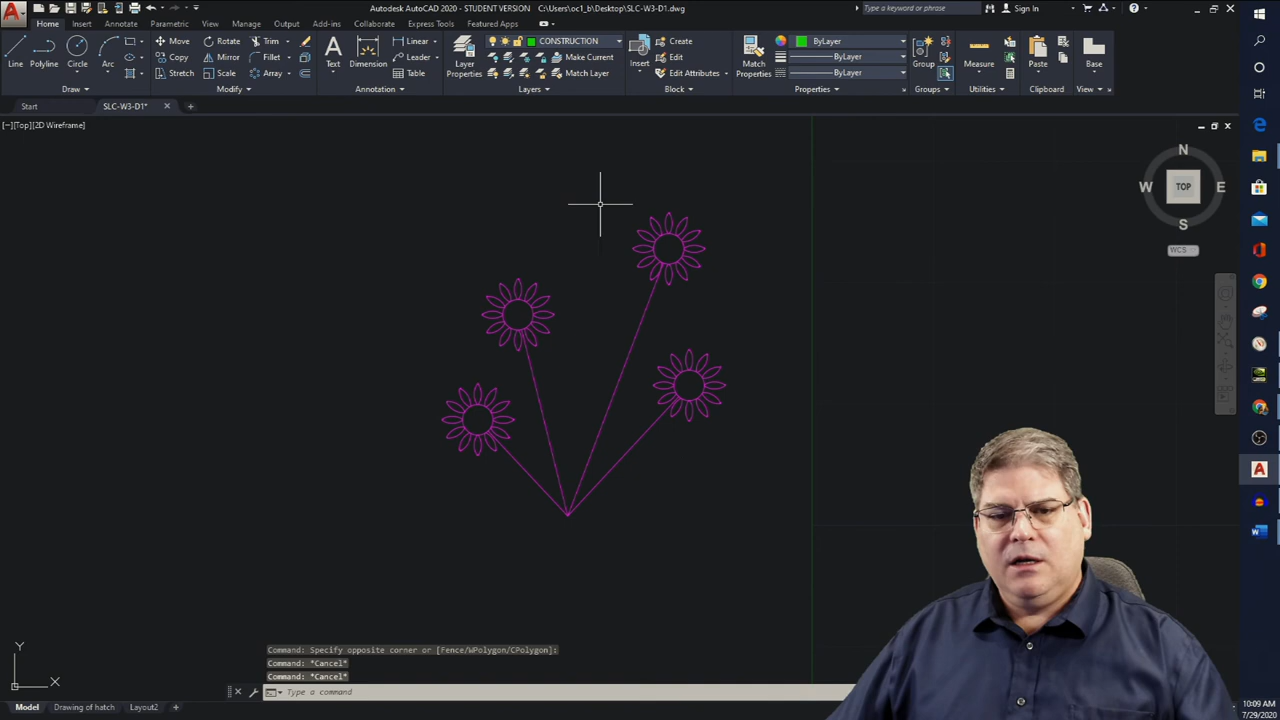 Autodesk AutoCAD 2020 - STUDENT VERSION C:\Users\oc1_b\Desktop\SLC-W3-D1.dwg
Type a keyword or phrase
Sign In
Home Insert Annotate Parametric View Manage Output Add-ins Collaborate Express Tools Featured Apps
Line Polyline Circle Arc
Move Rotate Trim
Copy Mirror Fillet
Stretch Scale Array
Text Dimension
Linear
Leader
Table
Layer Properties
CONSTRUCTION
Make Current
Match Layer
Insert
Create
Edit
Edit Attributes
Match Properties
ByLayer
ByLayer
ByLayer
Group
Measure
Paste
Base
Draw Modify Annotation Layers Block Properties Groups Utilities Clipboard View
Start SLC-W3-D1*
[−][Top][2D Wireframe]
N
W TOP E
S
WCS
Y
X
Command: Specify opposite corner or [Fence/WPolygon/CPolygon]:
Command: *Cancel*
Command: *Cancel*
Type a command
Model Drawing of hatch Layout2
10:09 AM
7/29/2020